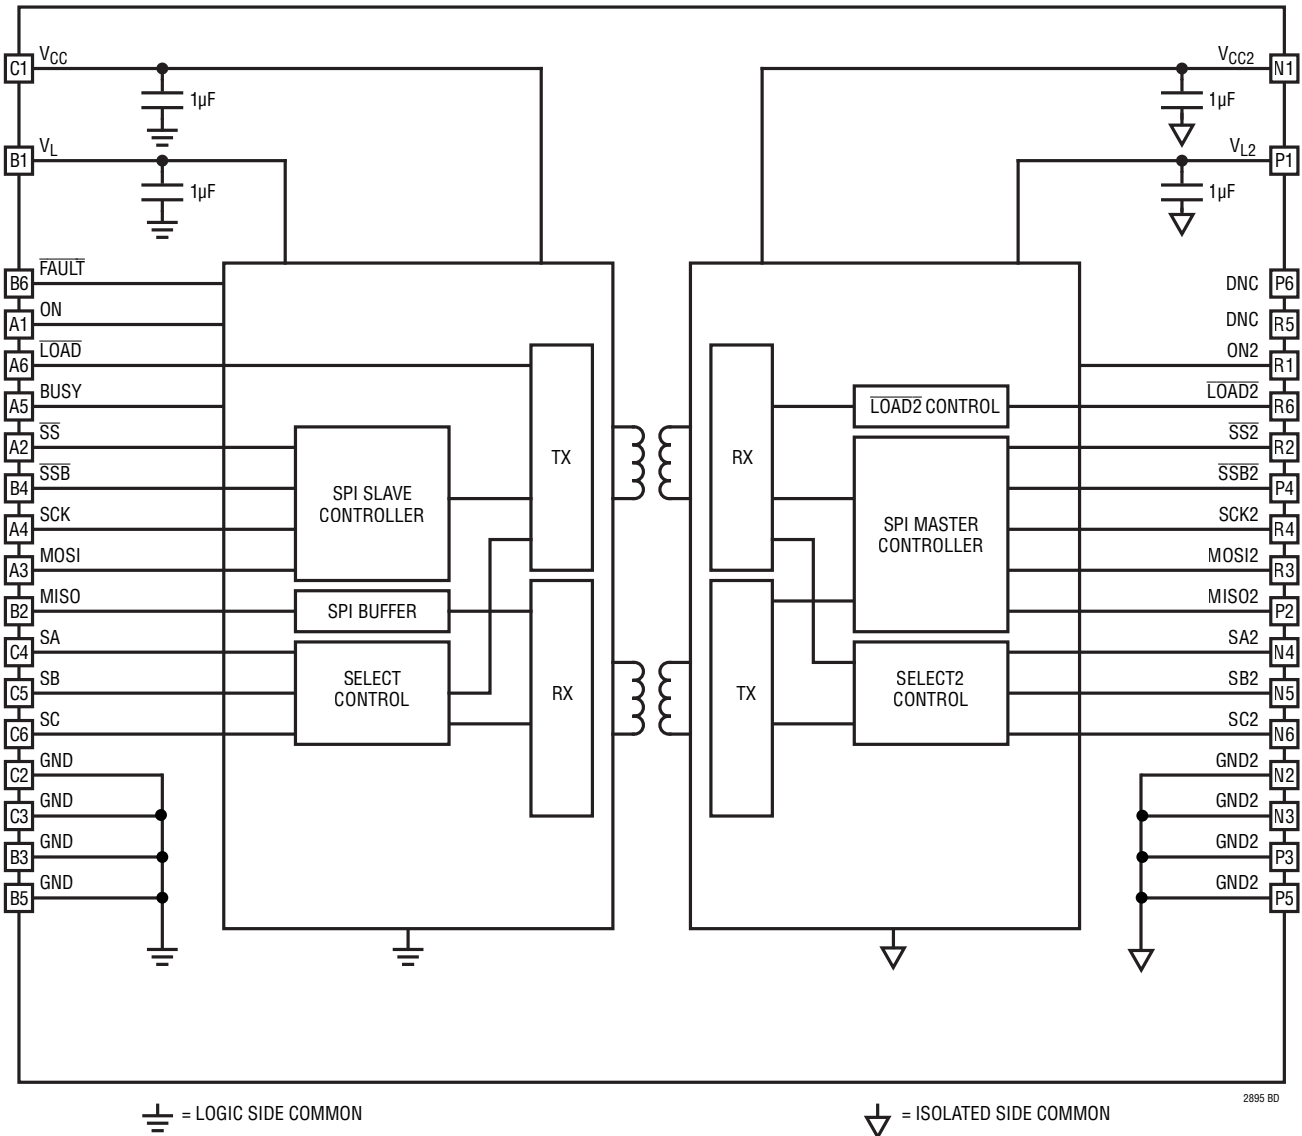 C1 VCC
1µF
B1 VL
1µF
B6 FAULT
A1 ON
A6 LOAD
A5 BUSY
A2 SS
B4 SSB
A4 SCK
A3 MOSI
B2 MISO
C4 SA
C5 SB
C6 SC
C2 GND
C3 GND
B3 GND
B5 GND
SPI SLAVE
CONTROLLER
SPI BUFFER
SELECT
CONTROL
TX
RX
RX
TX
LOAD2 CONTROL
SPI MASTER
CONTROLLER
SELECT2
CONTROL
VCC2 N1
1µF
VL2 P1
1µF
DNC P6
DNC R5
ON2 R1
LOAD2 R6
SS2 R2
SSB2 P4
SCK2 R4
MOSI2 R3
MISO2 P2
SA2 N4
SB2 N5
SC2 N6
GND2 N2
GND2 N3
GND2 P3
GND2 P5
2895 BD
= LOGIC SIDE COMMON
= ISOLATED SIDE COMMON